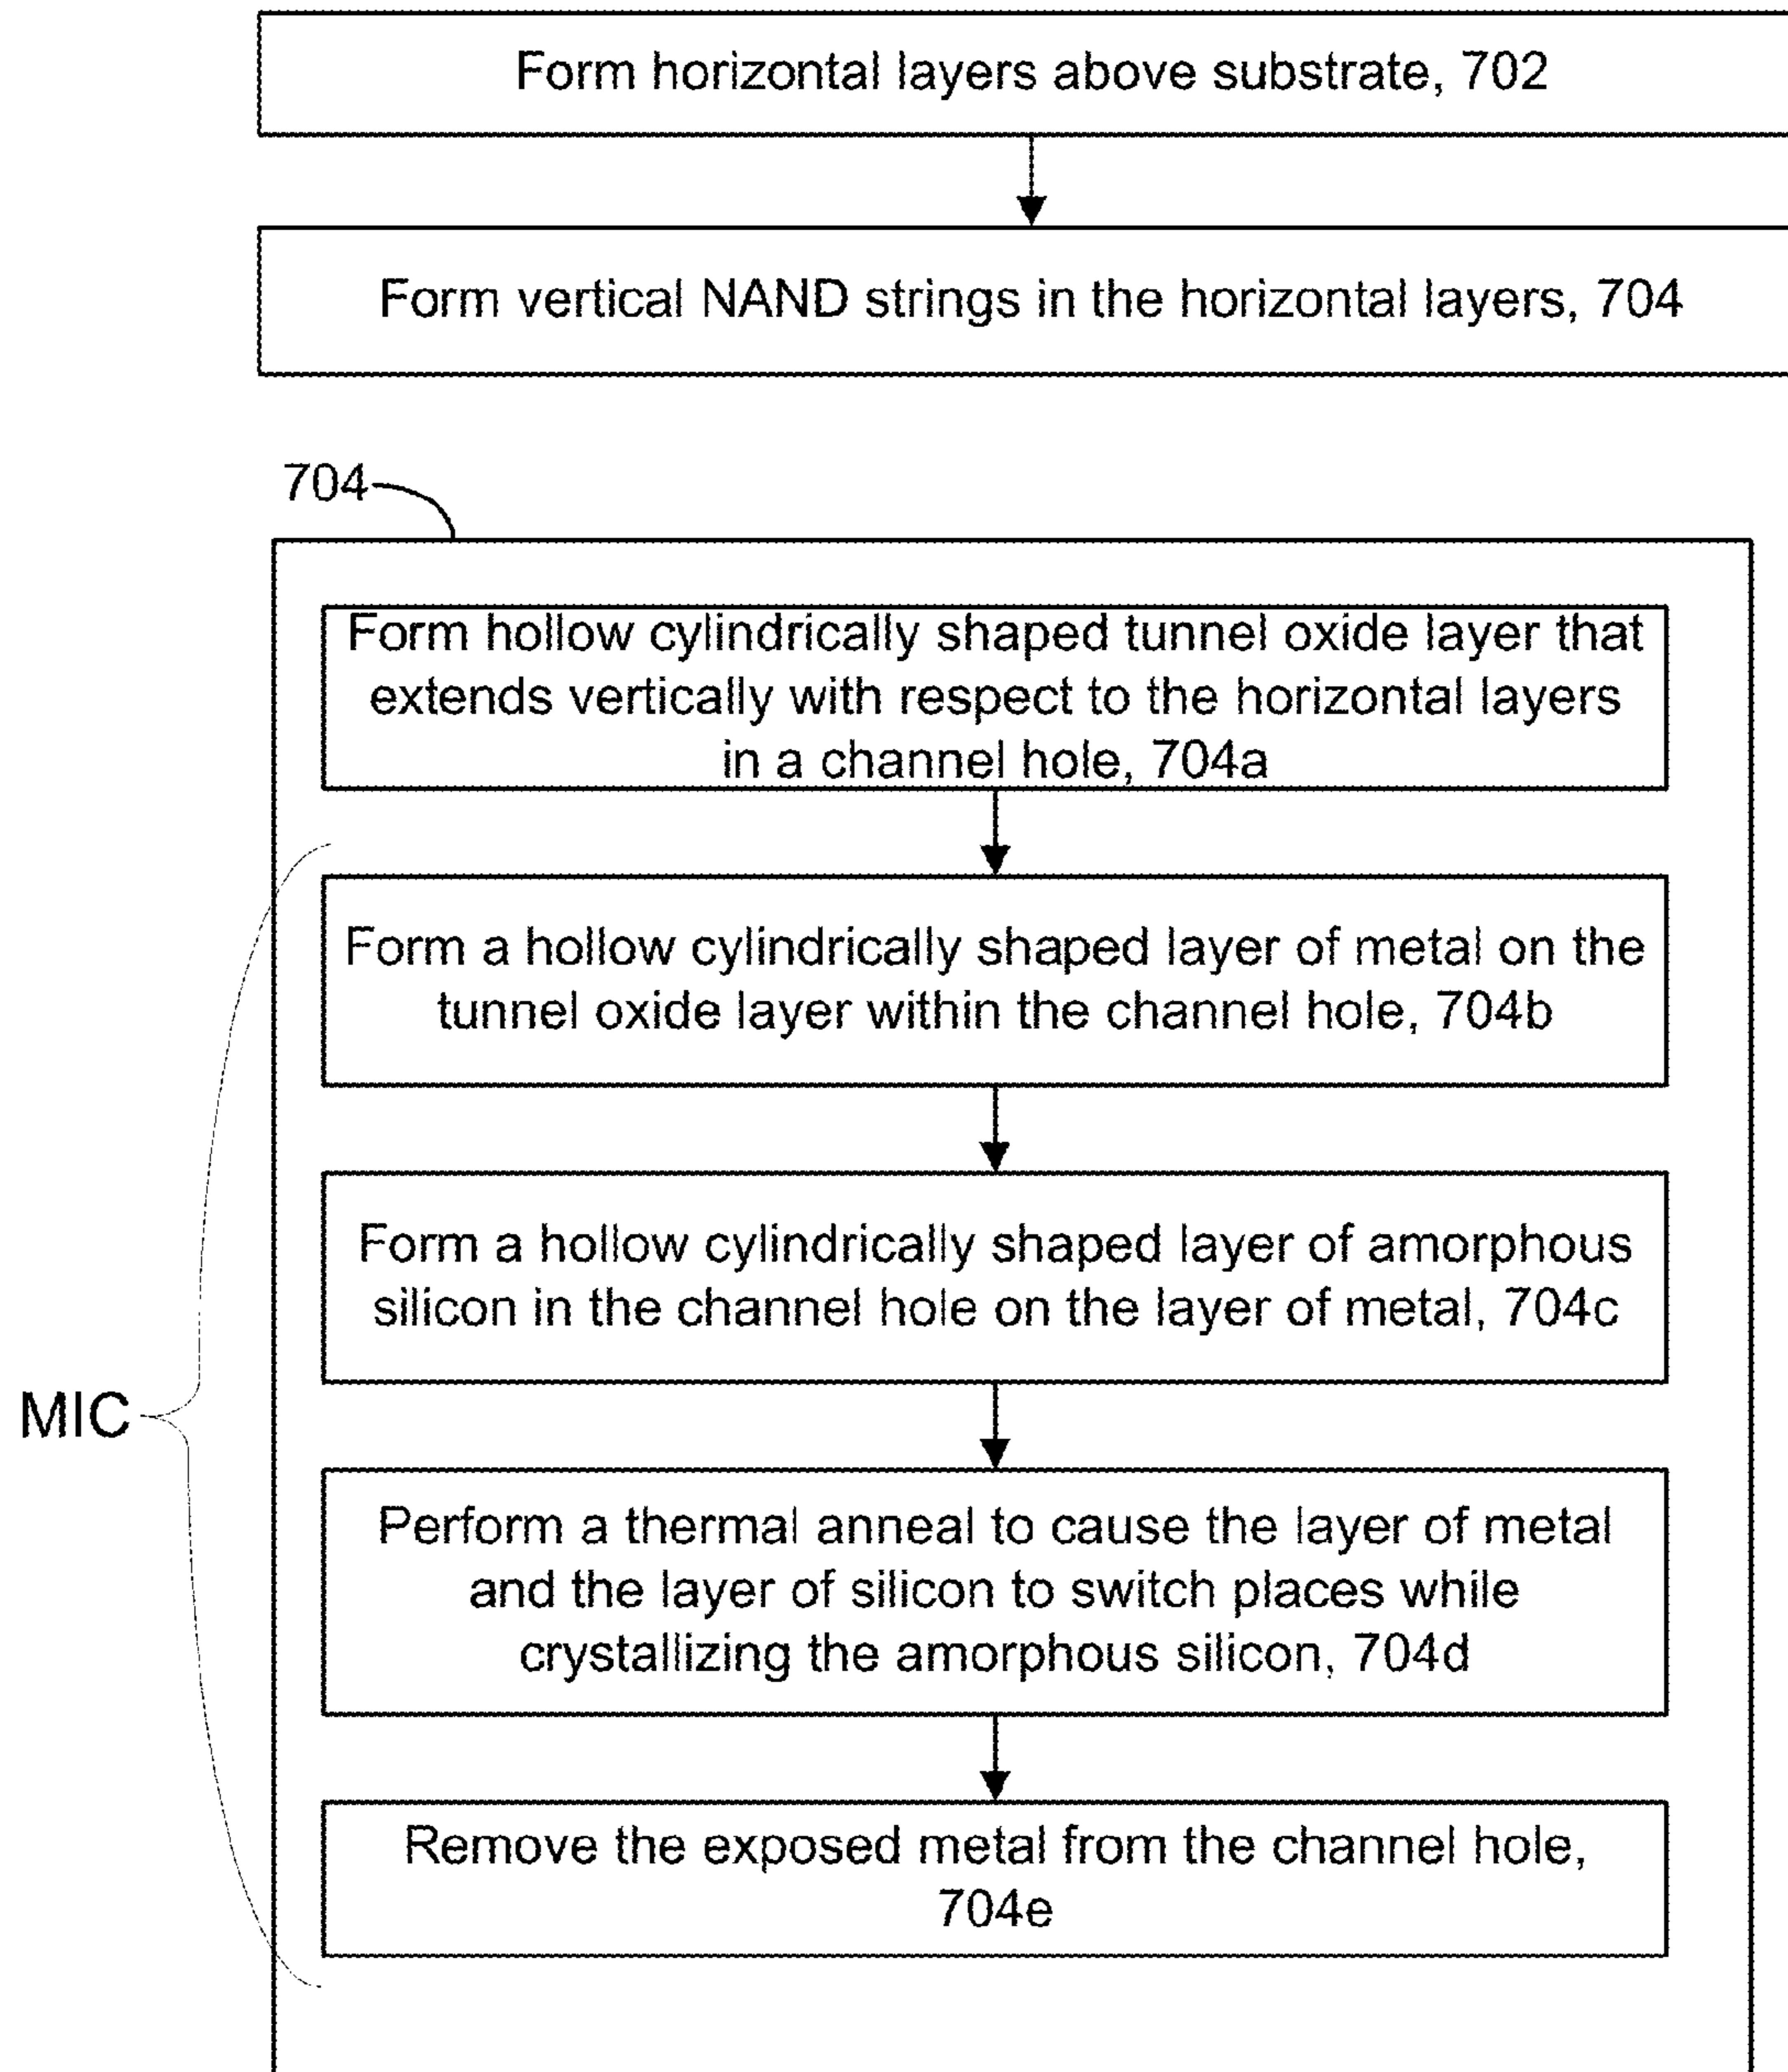 Form horizontal layers above substrate, 702
Form vertical NAND strings in the horizontal layers, 704
704
Form hollow cylindrically shaped tunnel oxide layer that
extends vertically with respect to the horizontal layers
in a channel hole, 704a
Form a hollow cylindrically shaped layer of metal on the
tunnel oxide layer within the channel hole, 704b
Form a hollow cylindrically shaped layer of amorphous
silicon in the channel hole on the layer of metal, 704c
MIC
Perform a thermal anneal to cause the layer of metal
and the layer of silicon to switch places while
crystallizing the amorphous silicon, 704d
Remove the exposed metal from the channel hole,
704e